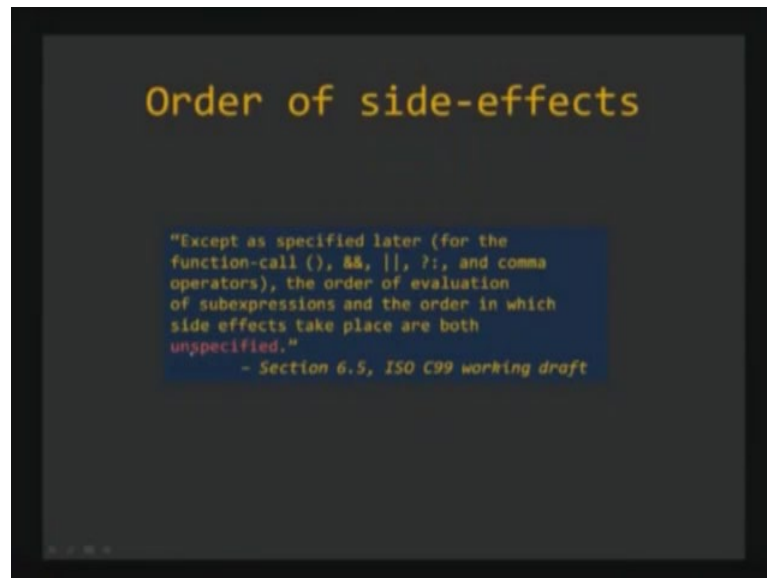 Order of side-effects
"Except as specified later (for the
function-call (), &&, ||, ?:, and comma
operators), the order of evaluation
of subexpressions and the order in which
side effects take place are both
unspecified."
– Section 6.5, ISO C99 working draft